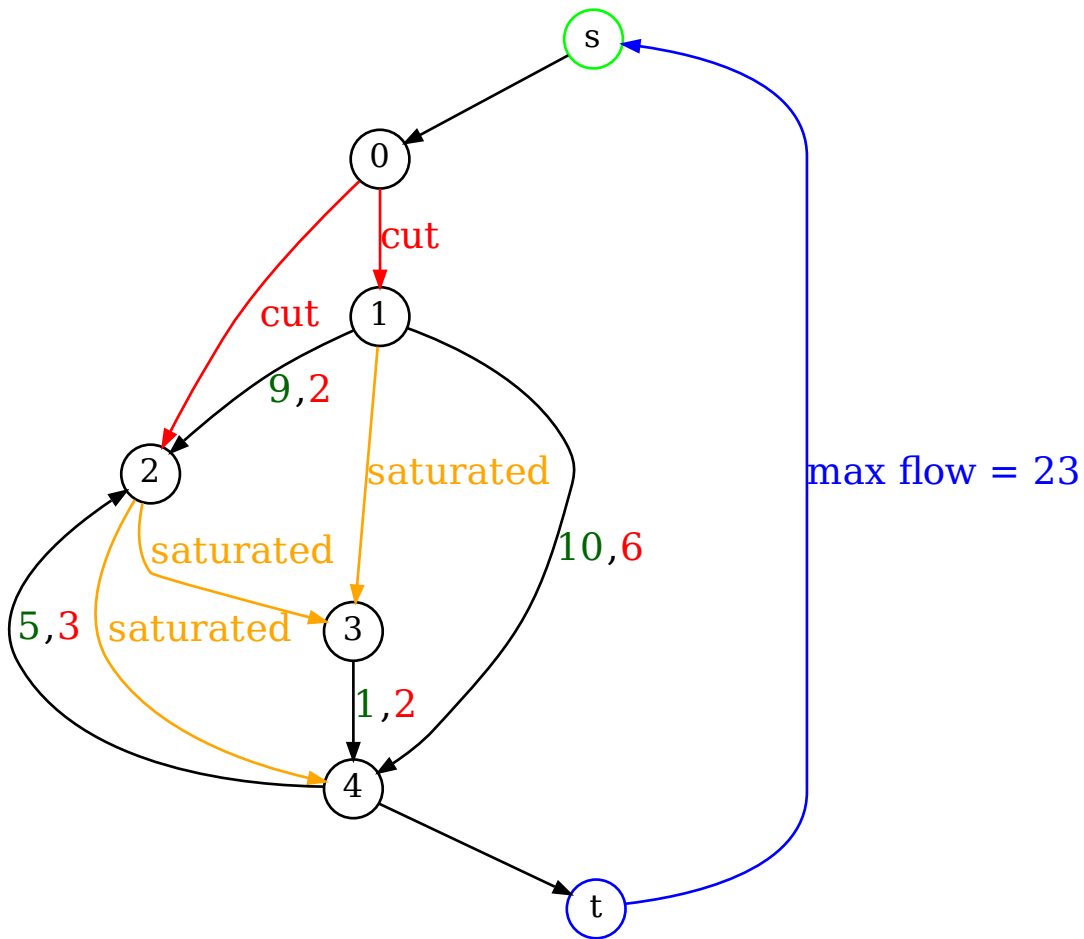 s
0
cut
cut
1
9,2
2
saturated
max flow = 23
saturated
10,6
5,3
saturated
3
1,2
4
t